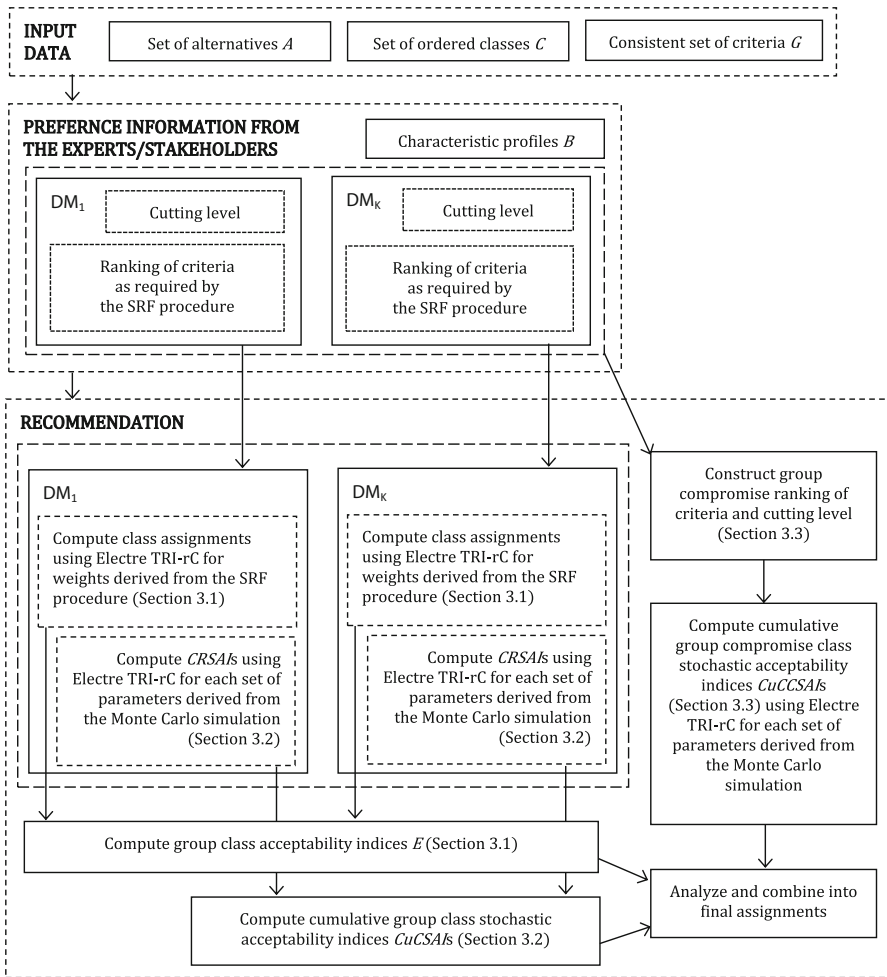 INPUT
DATA
Set of alternatives A
Set of ordered classes C
Consistent set of criteria G
PREFERNCE INFORMATION FROM
THE EXPERTS/STAKEHOLDERS
Characteristic profiles B
DM1
Cutting level
Ranking of criteria
as required by
the SRF procedure
DMK
Cutting level
Ranking of criteria
as required by
the SRF procedure
RECOMMENDATION
DM1
Compute class assignments
using Electre TRI-rC for
weights derived from the SRF
procedure (Section 3.1)
Compute CRSAIs using
Electre TRI-rC for each set of
parameters derived from
the Monte Carlo simulation
(Section 3.2)
DMK
Compute class assignments
using Electre TRI-rC for
weights derived from the SRF
procedure (Section 3.1)
Compute CRSAIs using
Electre TRI-rC for each set of
parameters derived from
the Monte Carlo simulation
(Section 3.2)
Construct group
compromise ranking of
criteria and cutting level
(Section 3.3)
Compute cumulative
group compromise class
stochastic acceptability
indices CuCCSAIs
(Section 3.3) using Electre
TRI-rC for each set of
parameters derived from
the Monte Carlo
simulation
Compute group class acceptability indices E (Section 3.1)
Compute cumulative group class stochastic
acceptability indices CuCSAIs (Section 3.2)
Analyze and combine into
final assignments